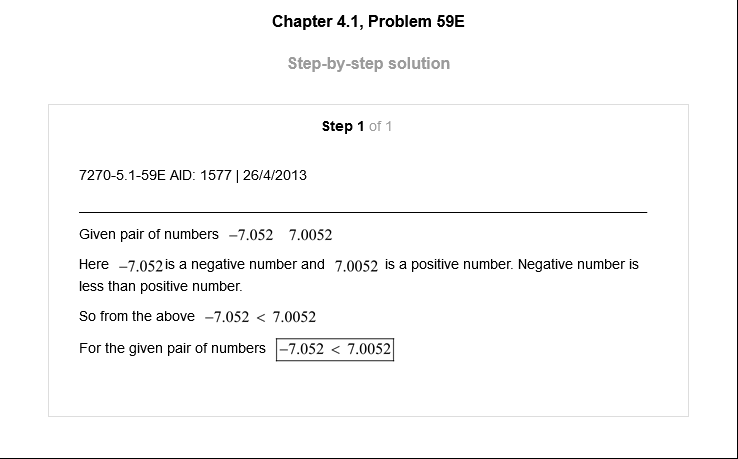 Chapter 4.1, Problem 59E
Step-by-step solution
Step 1 of 1
7270-5.1-59E AID: 1577 | 26/4/2013
Given pair of numbers −7.052 7.0052
Here −7.052 is a negative number and 7.0052 is a positive number. Negative number is
less than positive number.
So from the above −7.052 < 7.0052
For the given pair of numbers −7.052 < 7.0052